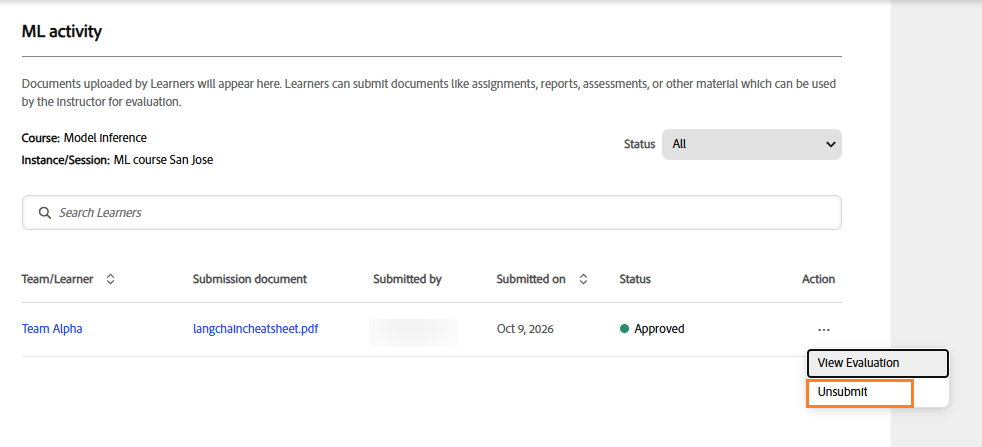 ML activity
Documents uploaded by Learners will appear here. Learners can submit documents like assignments, reports, assessments, or other material which can be used
by the instructor for evaluation.
Course: Model Inference
Instance/Session: ML course San Jose
Status All
Search Learners
Team/Learner Submission document Submitted by Submitted on Status Action
Team Alpha langchaincheatsheet.pdf Oct 9, 2026 Approved ...
View Evaluation
Unsubmit